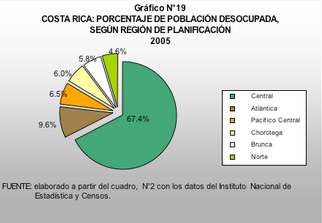 Gráfico N°19
COSTA RICA: PORCENTAJE DE POBLACIÓN DESOCUPADA,
SEGÚN REGIÓN DE PLANIFICACIÓN
2005
4.6%
5.8%
6.0%
6.5%
9.6%
67.4%
Central
Atlántica
Pacífico Central
Chorotega
Brunca
Norte
FUENTE: elaborado a partir del cuadro, N°2 con los datos del Instituto Nacional de
Estadística y Censos.